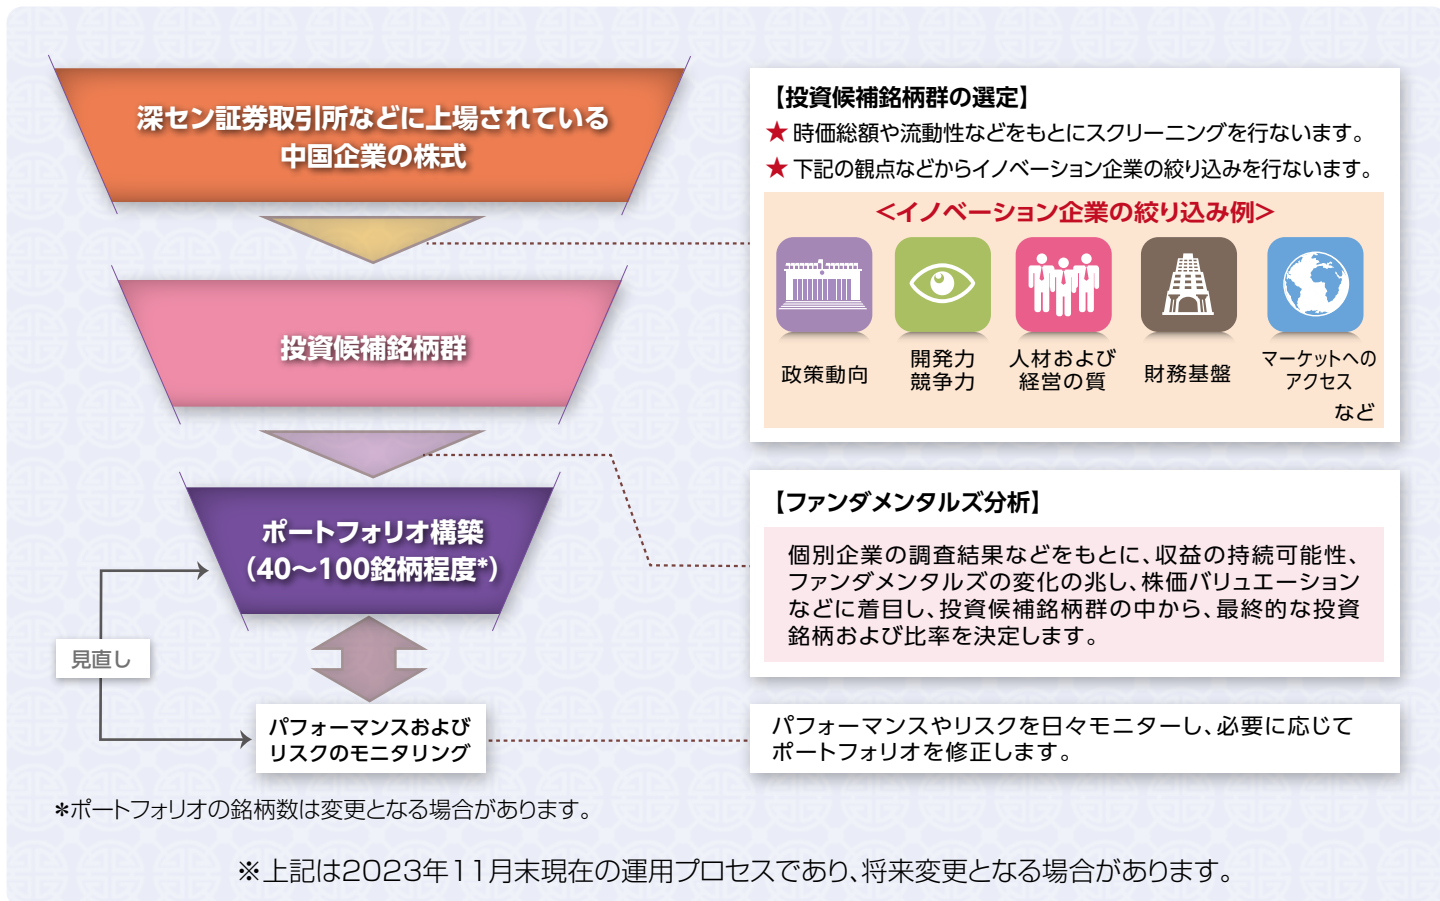 深セン証券取引所などに上場されている
中国企業の株式
投資候補銘柄群
ポートフォリオ構築
(40～100銘柄程度*)
見直し
パフォーマンスおよび
リスクのモニタリング
【投資候補銘柄群の選定】
★ 時価総額や流動性などをもとにスクリーニングを行ないます。
★ 下記の観点などからイノベーション企業の絞り込みを行ないます。
<イノベーション企業の絞り込み例>
政策動向
開発力
競争力
人材および
経営の質
財務基盤
マーケットへの
アクセス
など
【ファンダメンタルズ分析】
個別企業の調査結果などをもとに、収益の持続可能性、
ファンダメンタルズの変化の兆し、株価バリュエーション
などに着目し、投資候補銘柄群の中から、最終的な投資
銘柄および比率を決定します。
パフォーマンスやリスクを日々モニターし、必要に応じて
ポートフォリオを修正します。
*ポートフォリオの銘柄数は変更となる場合があります。
※上記は2023年11月末現在の運用プロセスであり、将来変更となる場合があります。